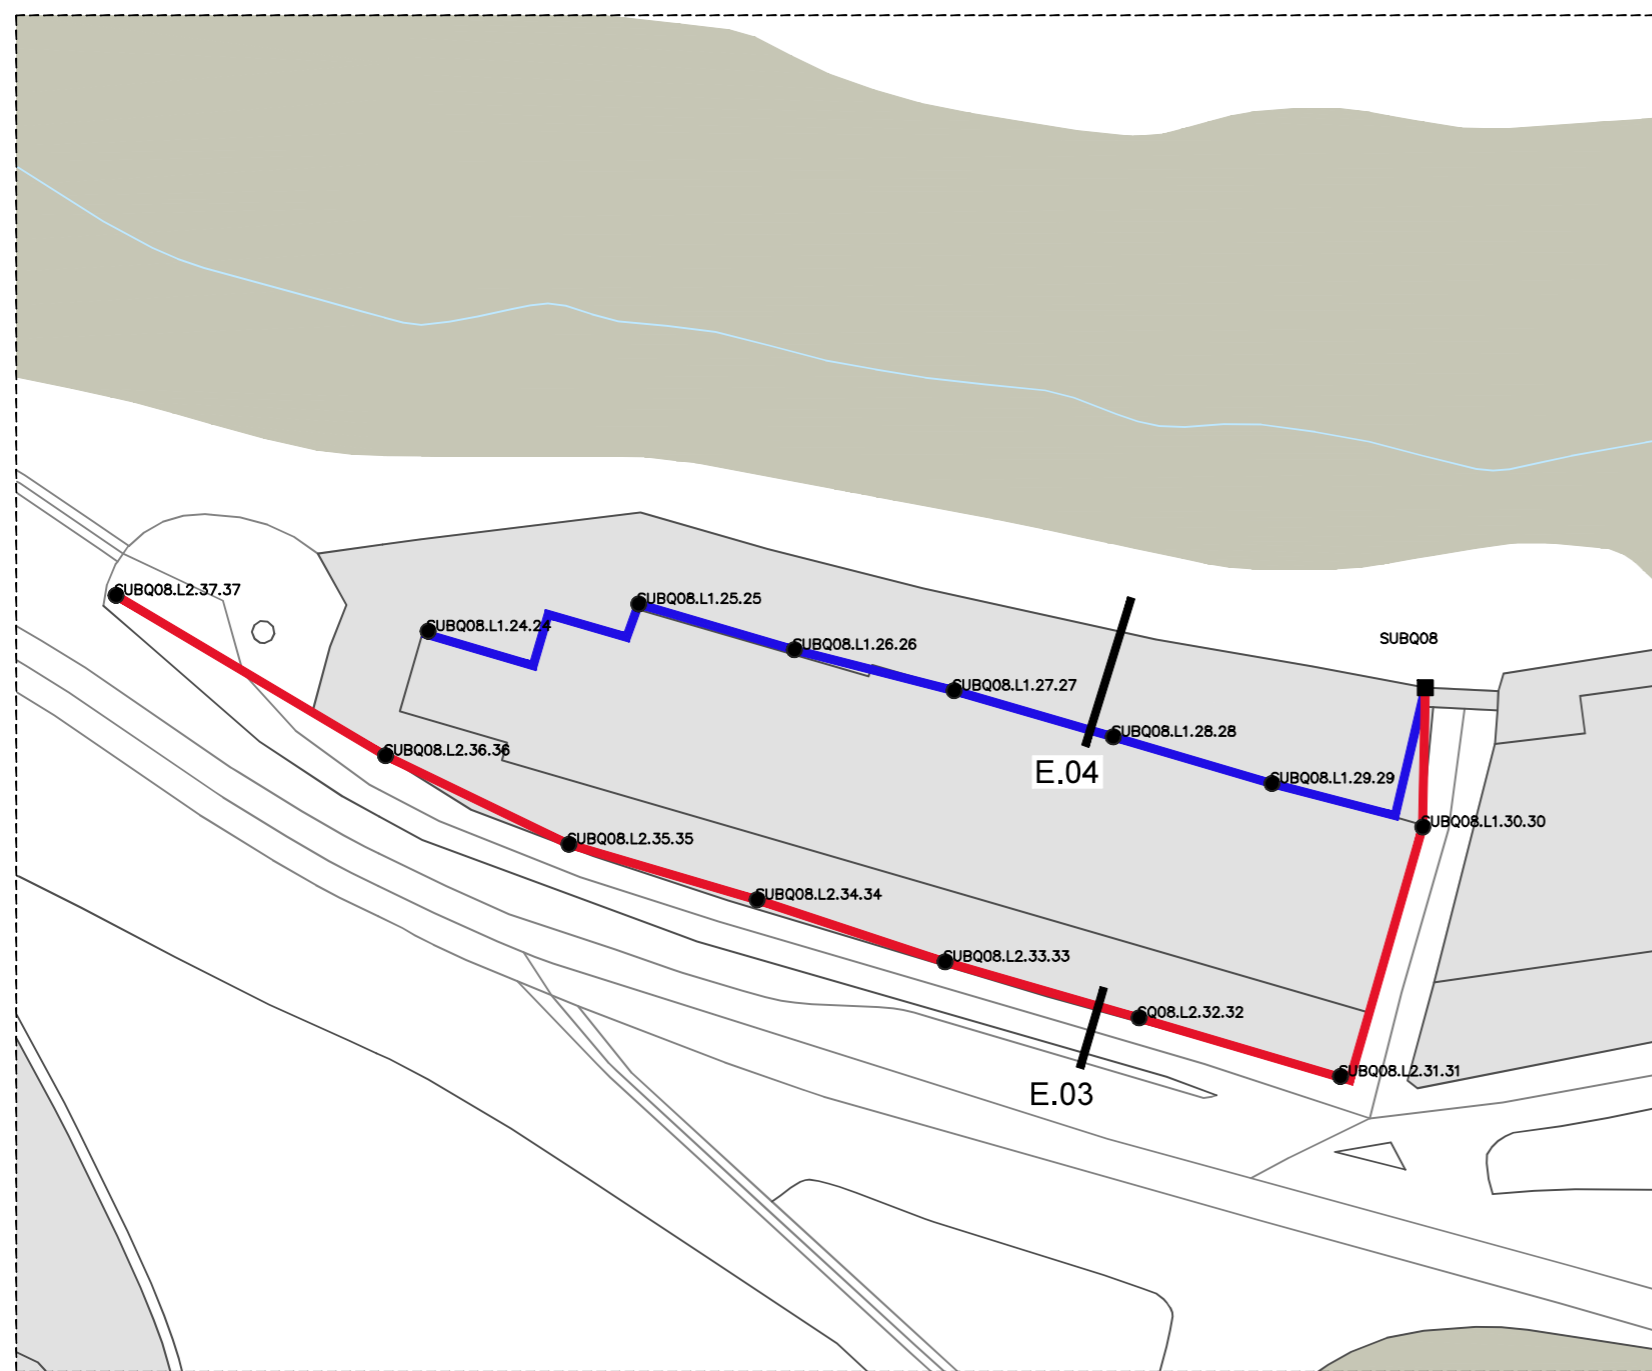 SUBQ08.L2.37.37
SUBQ08.L1.25.25
SUBQ08.L1.24.24
SUBQ08.L1.26.26
SUBQ08
SUBQ08.L1.27.27
SUBQ08.L1.28.28
SUBQ08.L2.36.36
E.04
SUBQ08.L1.29.29
SUBQ08.L1.30.30
SUBQ08.L2.35.35
SUBQ08.L2.34.34
SUBQ08.L2.33.33
SQ08.L2.32.32
SUBQ08.L2.31.31
E.03